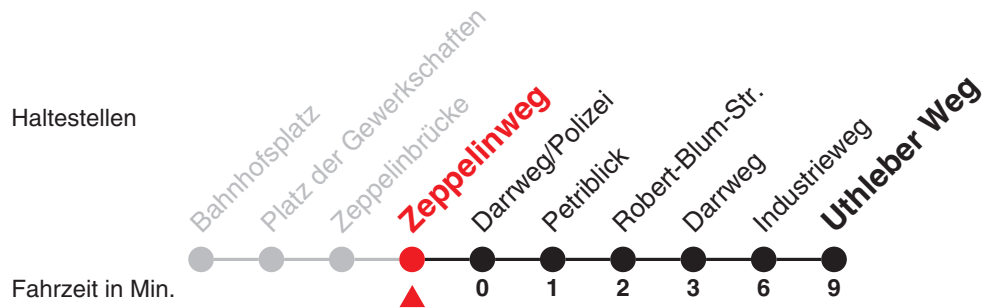 Haltestellen
Bahnhofsplatz
Platz der Gewerkschaften
Zeppelinbrücke
Zeppelinweg
Darrweg/Polizei
Petriblick
Robert-Blum-Str.
Darrweg
Industrieweg
Uthleber Weg
Fahrzeit in Min.
0 1 2 3 6 9